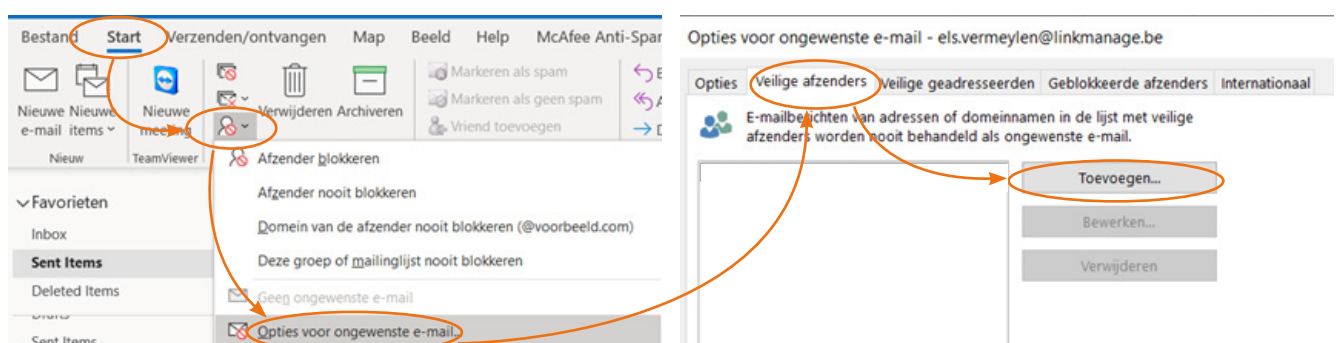 Bestand Start Verzenden/ontvangen Map Beeld Help McAfee Anti-Spar
Nieuwe e-mail
Nieuwe items
Nieuwe meeting
Verwijderen
Archiveren
Markeren als spam
Markeren als geen spam
Vriend toevoegen
Nieuw
TeamViewer
Afzender blokkeren
Afzender nooit blokkeren
Domein van de afzender nooit blokkeren (@voorbeeld.com)
Deze groep of mailinglijst nooit blokkeren
Geen ongewenste e-mail
Opties voor ongewenste e-mail...
Favorieten
Inbox
Sent Items
Deleted Items
Drafts
Sent Items
Opties voor ongewenste e-mail - els.vermeylen@linkmanage.be
Opties Veilige afzenders Veilige geadresseerden Geblokkeerde afzenders Internationaal
E-mailberichten van adressen of domeinnamen in de lijst met veilige
afzenders worden nooit behandeld als ongewenste e-mail.
Toevoegen...
Bewerken...
Verwijderen